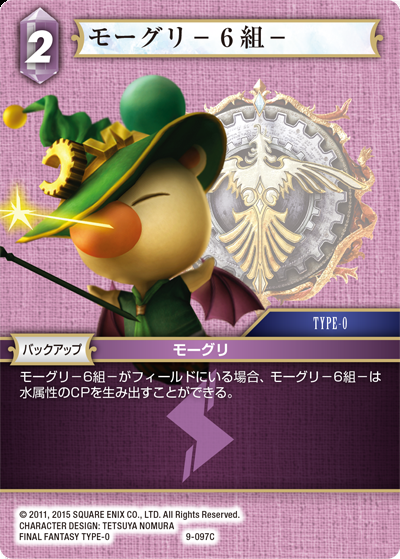 2
モーグリ－6組－
TYPE-0
バックアップ
モーグリ
モーグリ－6組－がフィールドにいる場合、モーグリ－6組－は
水属性のCPを生み出すことができる。
© 2011, 2015 SQUARE ENIX CO., LTD. All Rights Reserved.
CHARACTER DESIGN: TETSUYA NOMURA
FINAL FANTASY TYPE-0 9-097C